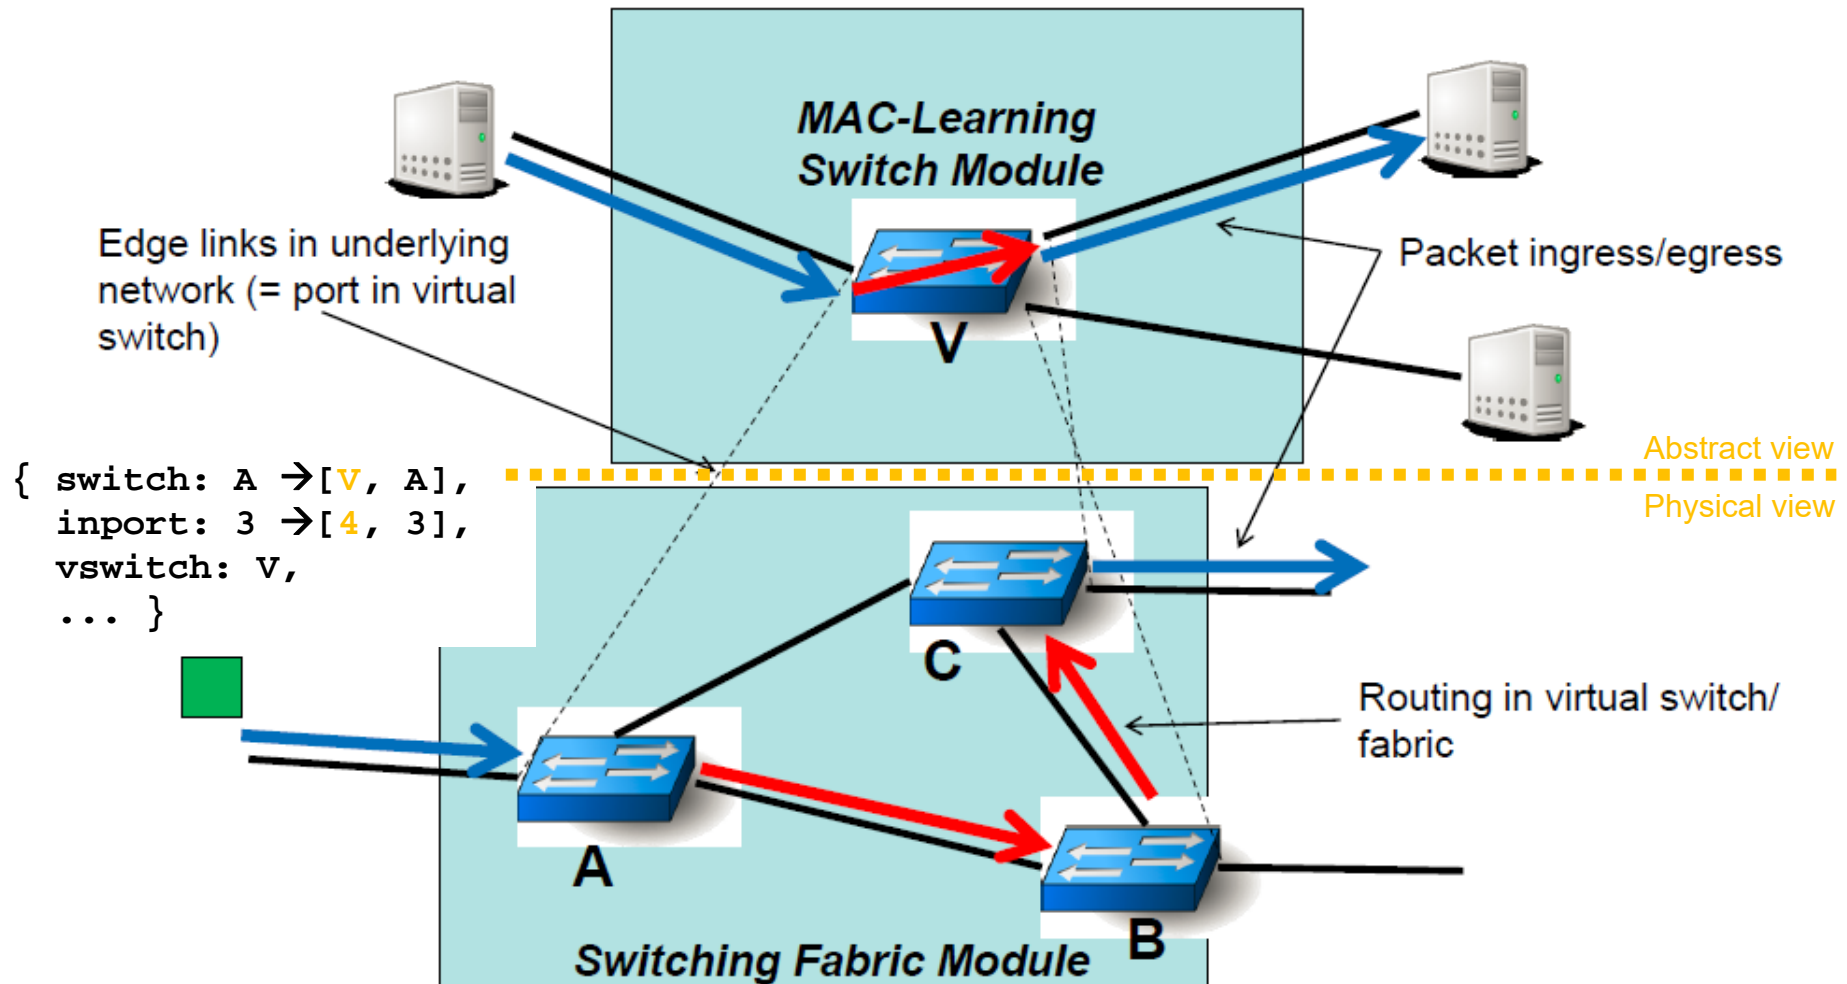 MAC-Learning
Switch Module
Edge links in underlying
network (= port in virtual
switch)
Packet ingress/egress
V
Abstract view
{ switch: A →[V, A],
inport: 3 →[4, 3],
vswitch: V,
... }
Physical view
C
Routing in virtual switch/
fabric
A
B
Switching Fabric Module